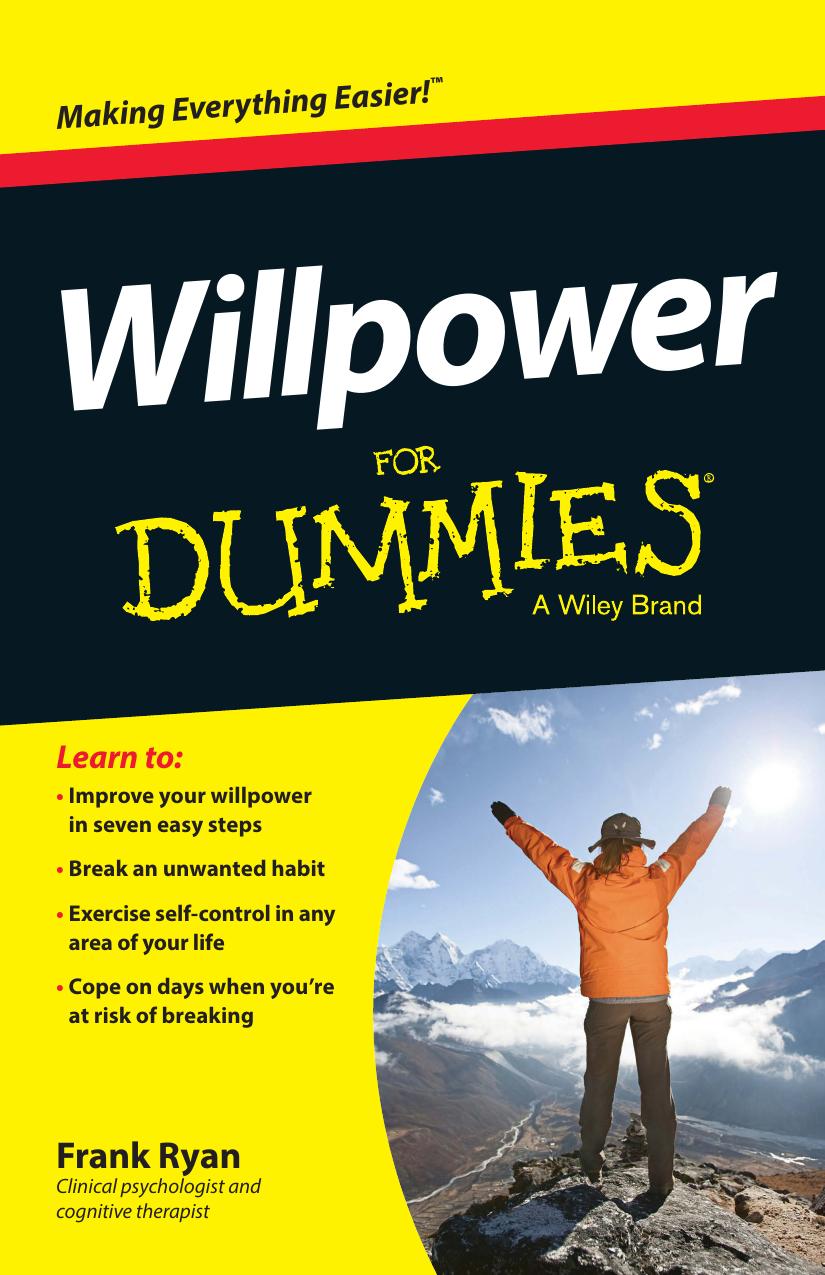 Making Everything Easier!™
Willpower
FOR
DUMMIES®
A Wiley Brand
Learn to:
• Improve your willpower
in seven easy steps
• Break an unwanted habit
• Exercise self-control in any
area of your life
• Cope on days when you’re
at risk of breaking
Frank Ryan
Clinical psychologist and
cognitive therapist